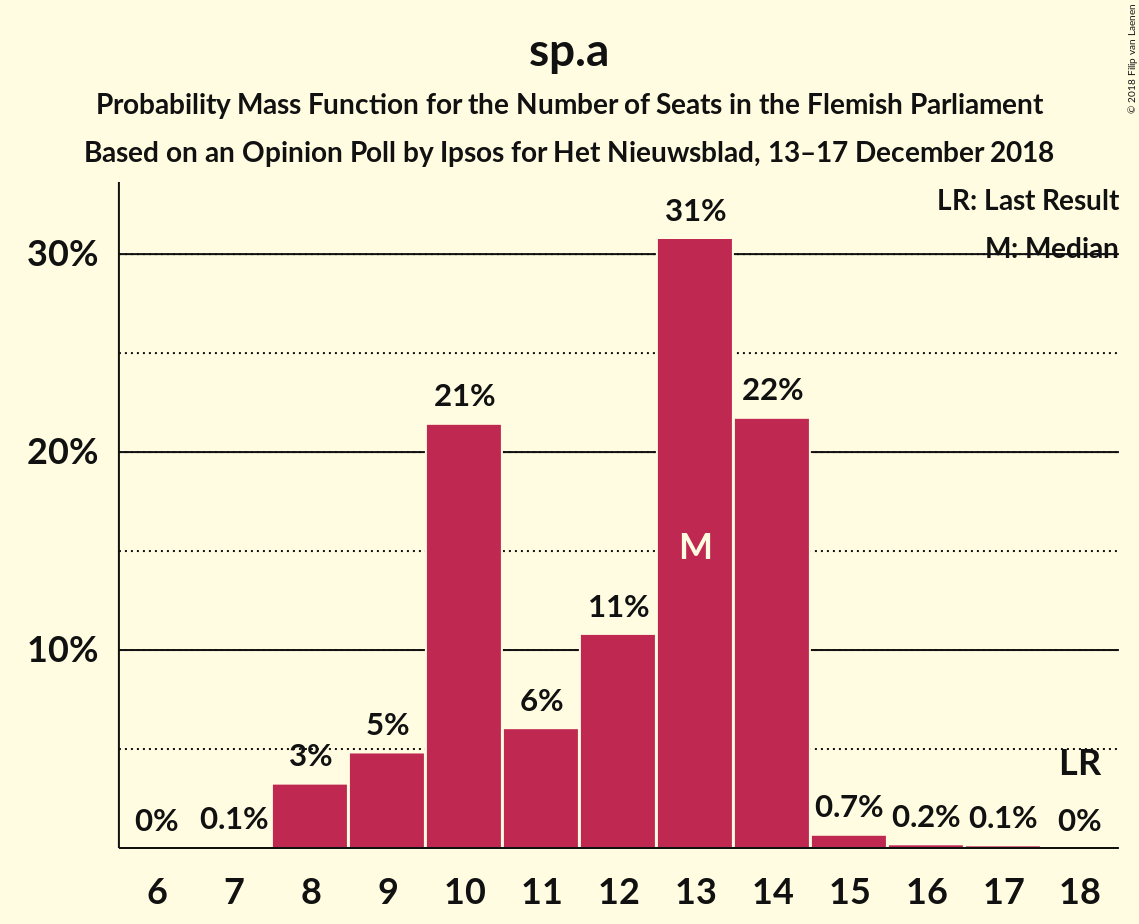 sp.a
Probability Mass Function for the Number of Seats in the Flemish Parliament
Based on an Opinion Poll by Ipsos for Het Nieuwsblad, 13–17 December 2018
© 2018 Filip van Laenen
LR: Last Result
M: Median
30%
20%
10%
0%
0.1%
3%
5%
21%
6%
11%
31%
M
22%
0.7%
0.2%
0.1%
LR
0%
6 7 8 9 10 11 12 13 14 15 16 17 18